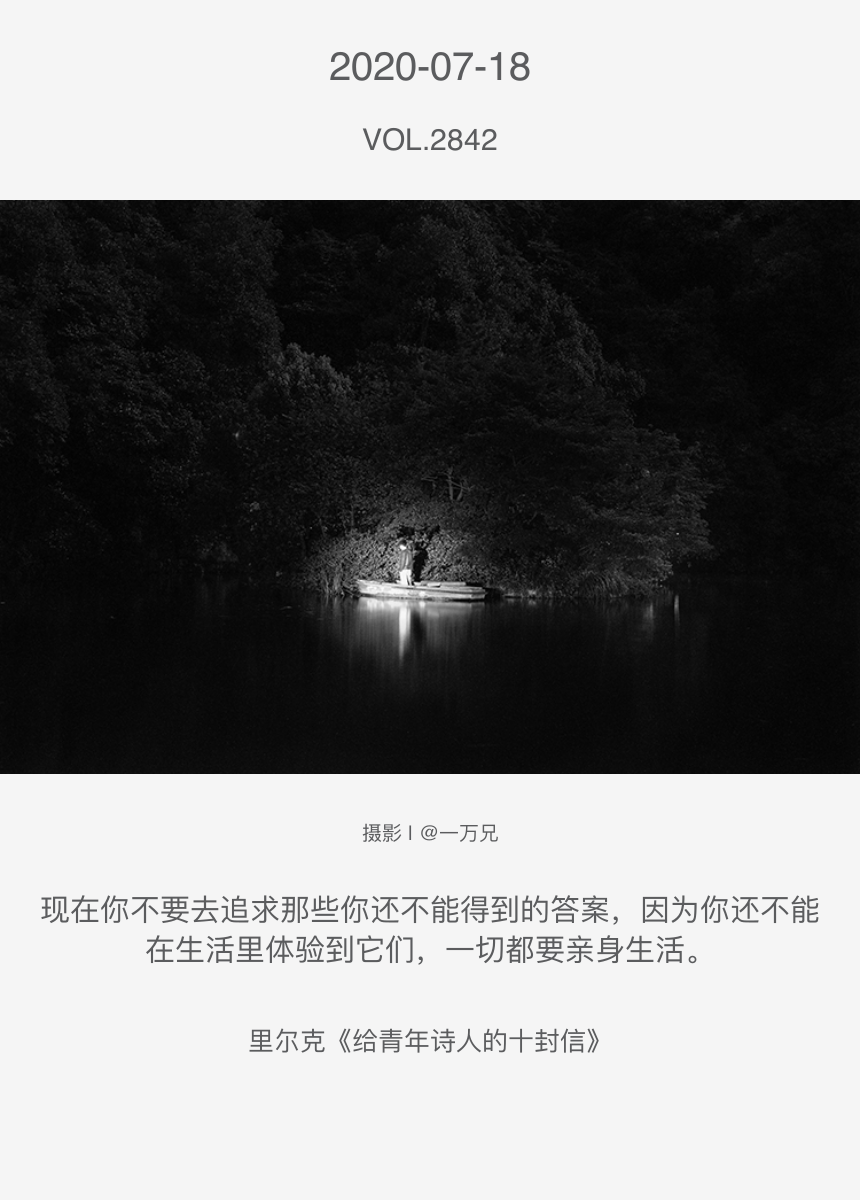 2020-07-18
VOL.2842
摄影 l @一万兄
现在你不要去追求那些你还不能得到的答案，因为你还不能
在生活里体验到它们，一切都要亲身生活。
里尔克《给青年诗人的十封信》